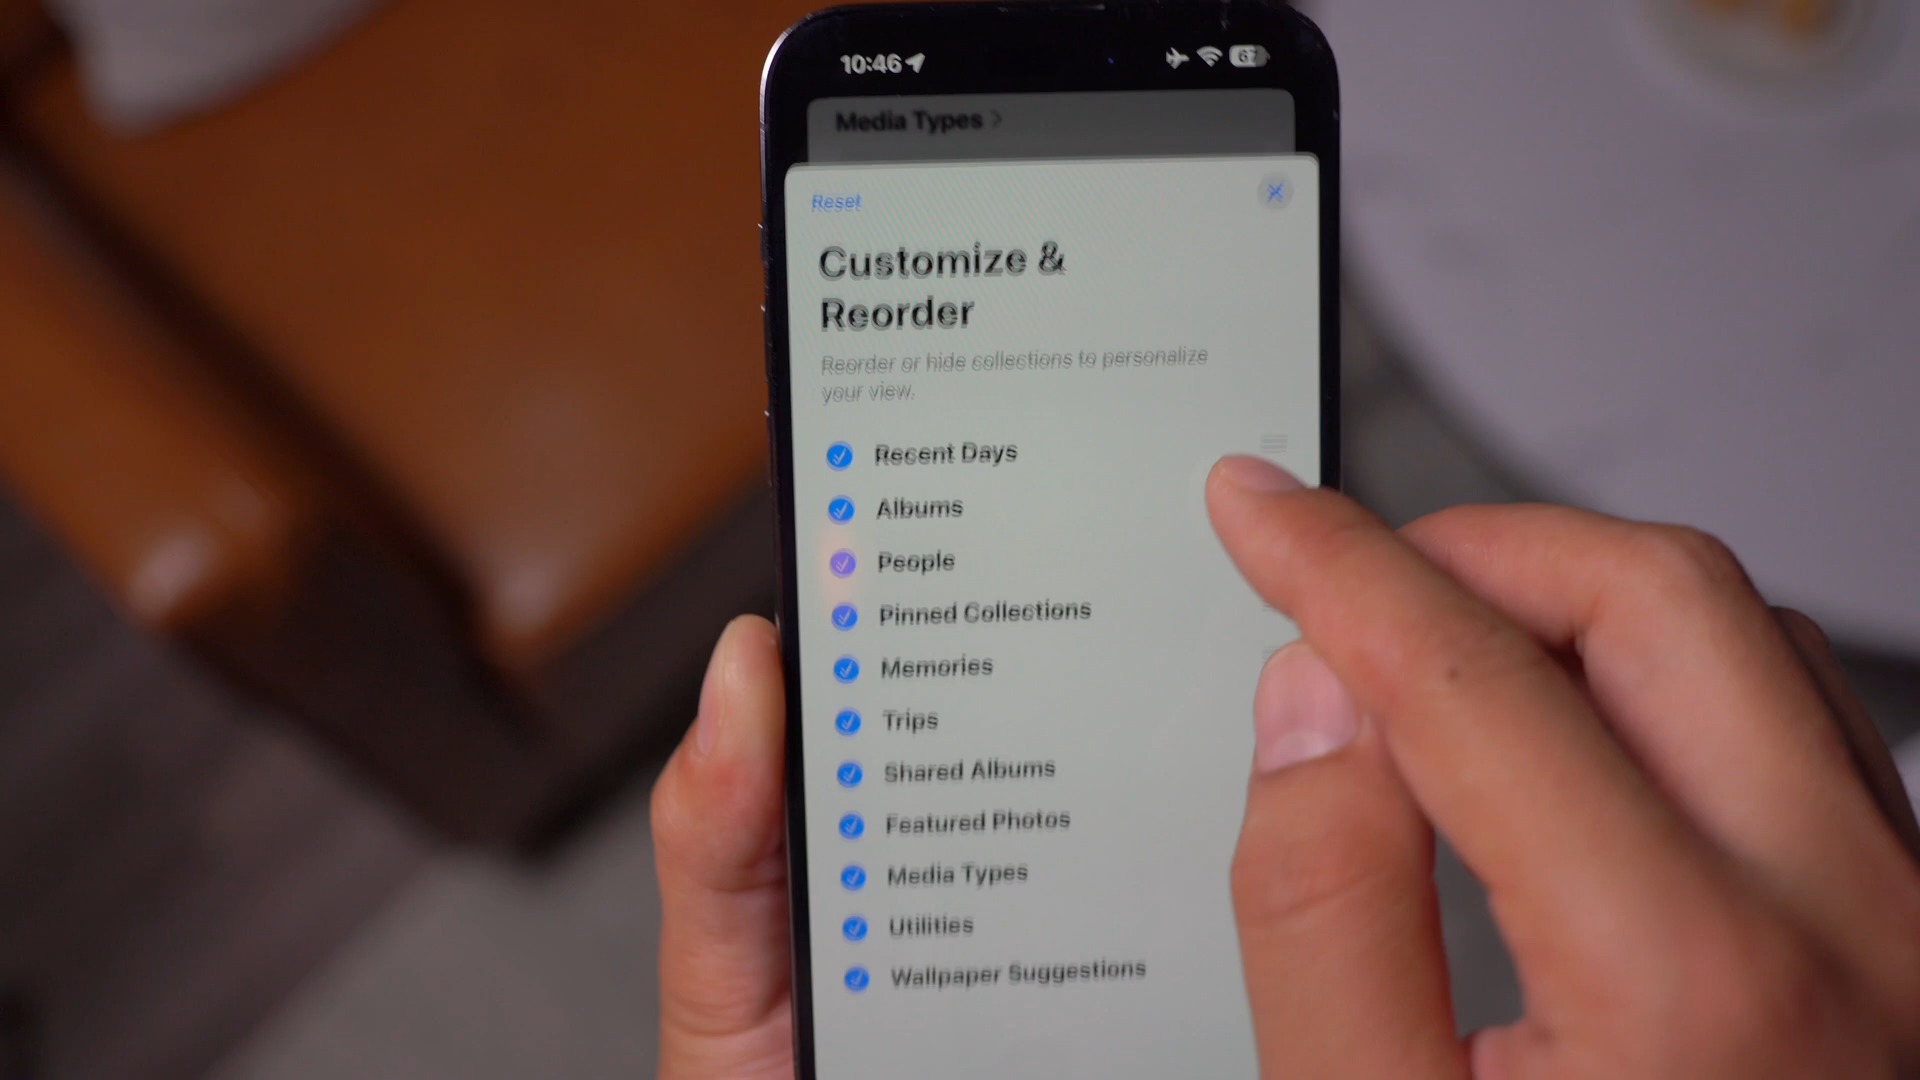 10:46
67
Media Types
Reset
Customize &
Reorder
Reorder or hide collections to personalize
your view.
Recent Days
Albums
People
Pinned Collections
Memories
Trips
Shared Albums
Featured Photos
Media Types
Utilities
Wallpaper Suggestions